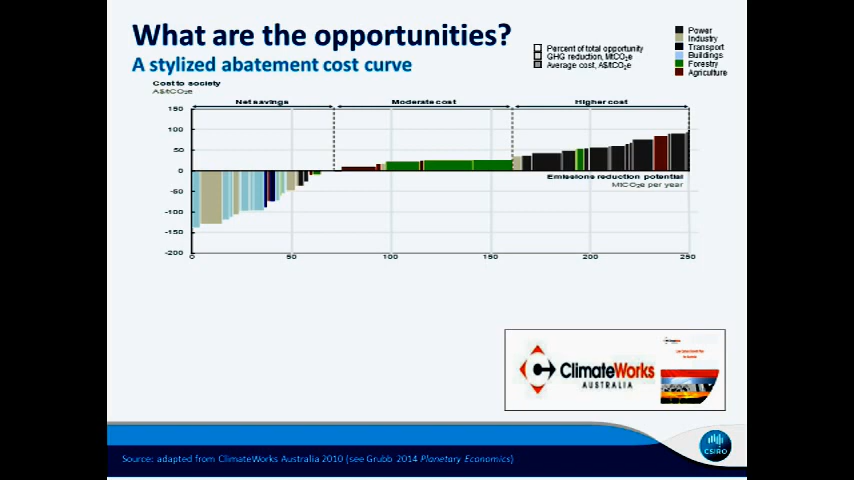 What are the opportunities?
A stylized abatement cost curve
Percent of total opportunity
GHG reduction, MtCO₂e
Average cost, A$/tCO₂e
Power
Industry
Transport
Buildings
Forestry
Agriculture
Cost to society
A$/tCO₂e
Net savings
Moderate cost
Higher cost
150
100
50
0
-50
-100
-150
-200
Emissions reduction potential
MtCO₂e per year
0
50
100
150
200
250
ClimateWorks
AUSTRALIA
CSIRO
Source: adapted from ClimateWorks Australia 2010 (see Grubb 2014 Planetary Economics)